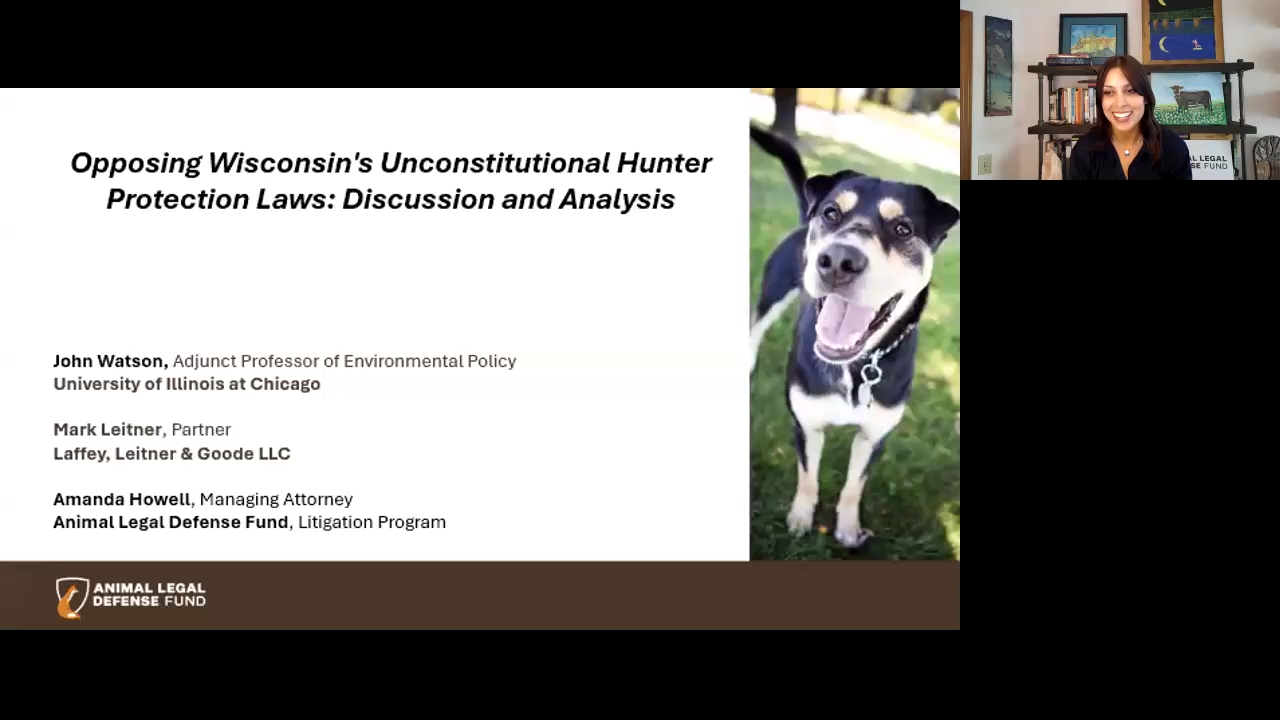 Opposing Wisconsin's Unconstitutional Hunter
Protection Laws: Discussion and Analysis
John Watson, Adjunct Professor of Environmental Policy
University of Illinois at Chicago
Mark Leitner, Partner
Laffey, Leitner & Goode LLC
Amanda Howell, Managing Attorney
Animal Legal Defense Fund, Litigation Program
ANIMAL LEGAL
DEFENSE FUND
LEGAL
FUND